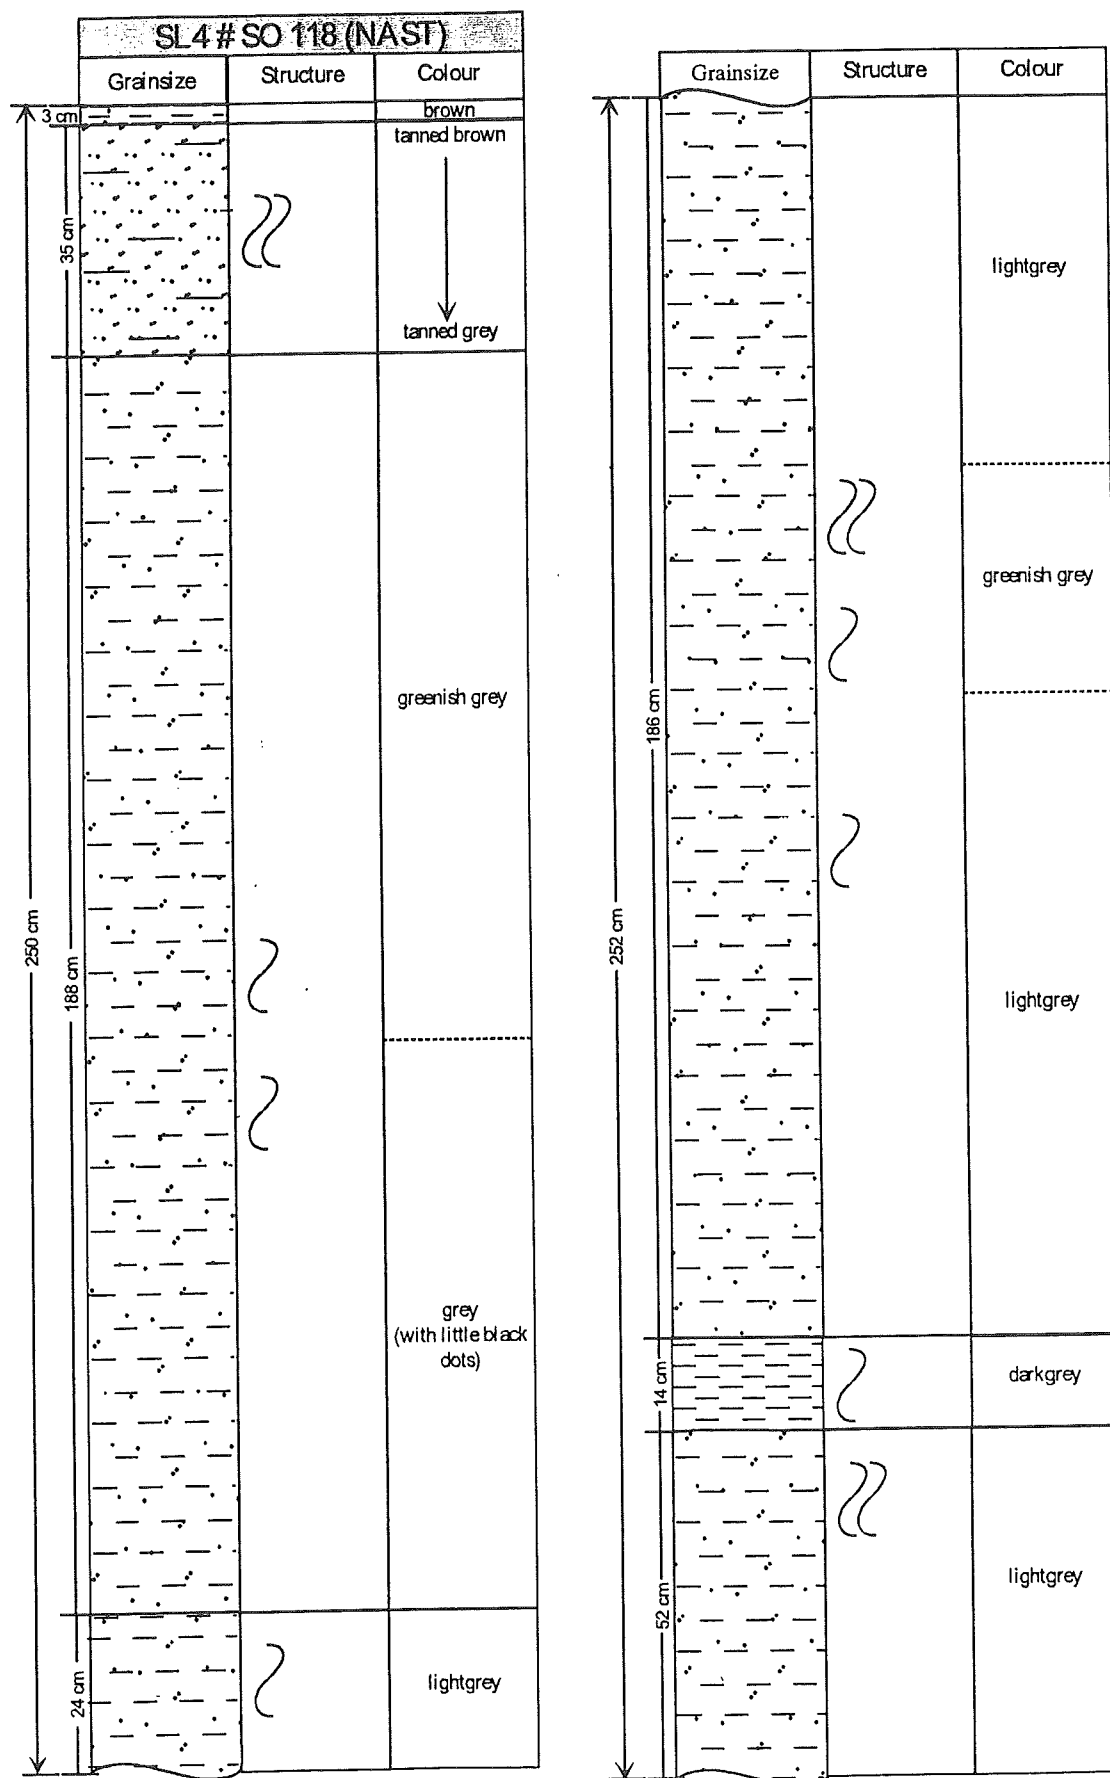 SL4 # SO 118 (NAST)
Grainsize
Structure
Colour
3 cm
brown
tanned brown
35 cm
tanned grey
250 cm
188 cm
greenish grey
grey
(with little black
dots)
24 cm
lightgrey
Grainsize
Structure
Colour
lightgrey
greenish grey
186 cm
252 cm
lightgrey
14 cm
darkgrey
52 cm
lightgrey